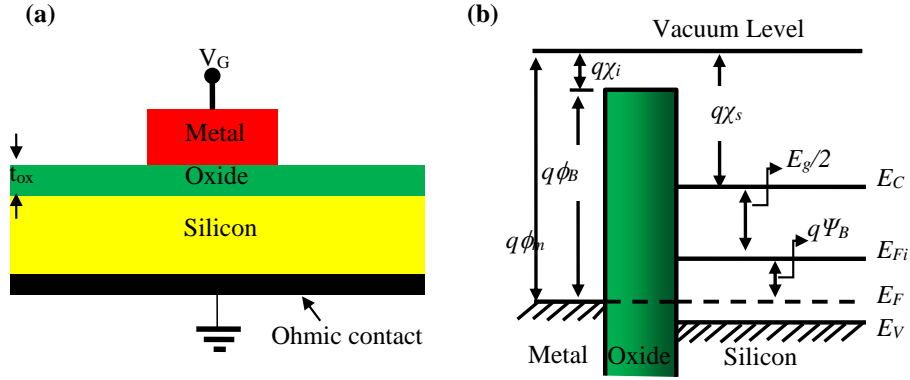 (a)
V_G
Metal
t_ox
Oxide
Silicon
Ohmic contact
(b)
Vacuum Level
qχ_i
qχ_s
qϕ_B
E_g/2
E_C
qϕ_m
qΨ_B
E_Fi
E_F
E_V
Metal
Oxide
Silicon